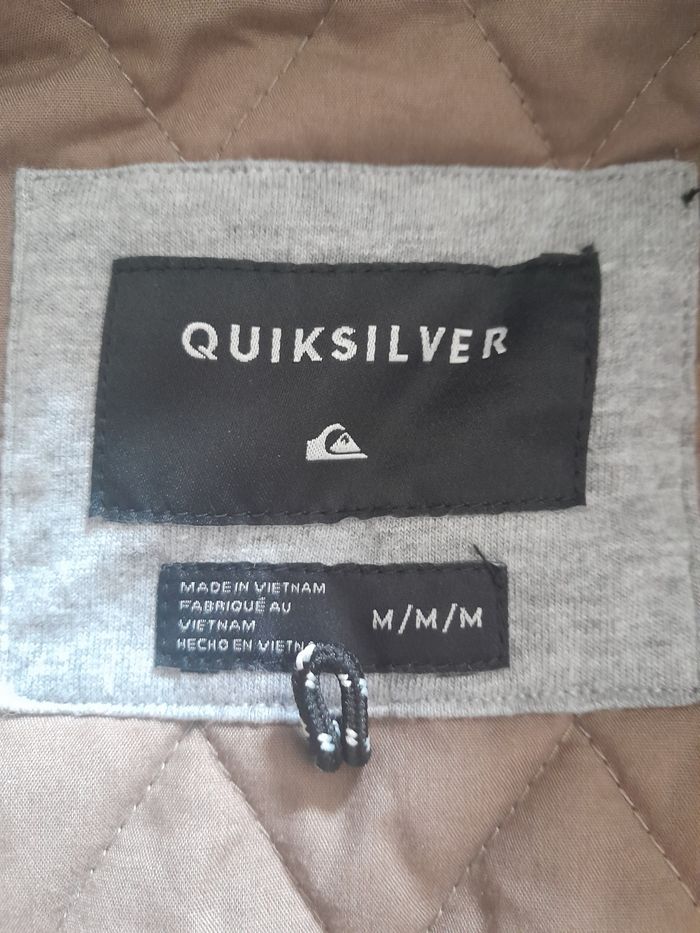 QUIKSILVER
MADE IN VIETNAM
FABRIQUÉ AU
VIETNAM
HECHO EN
M/M/M